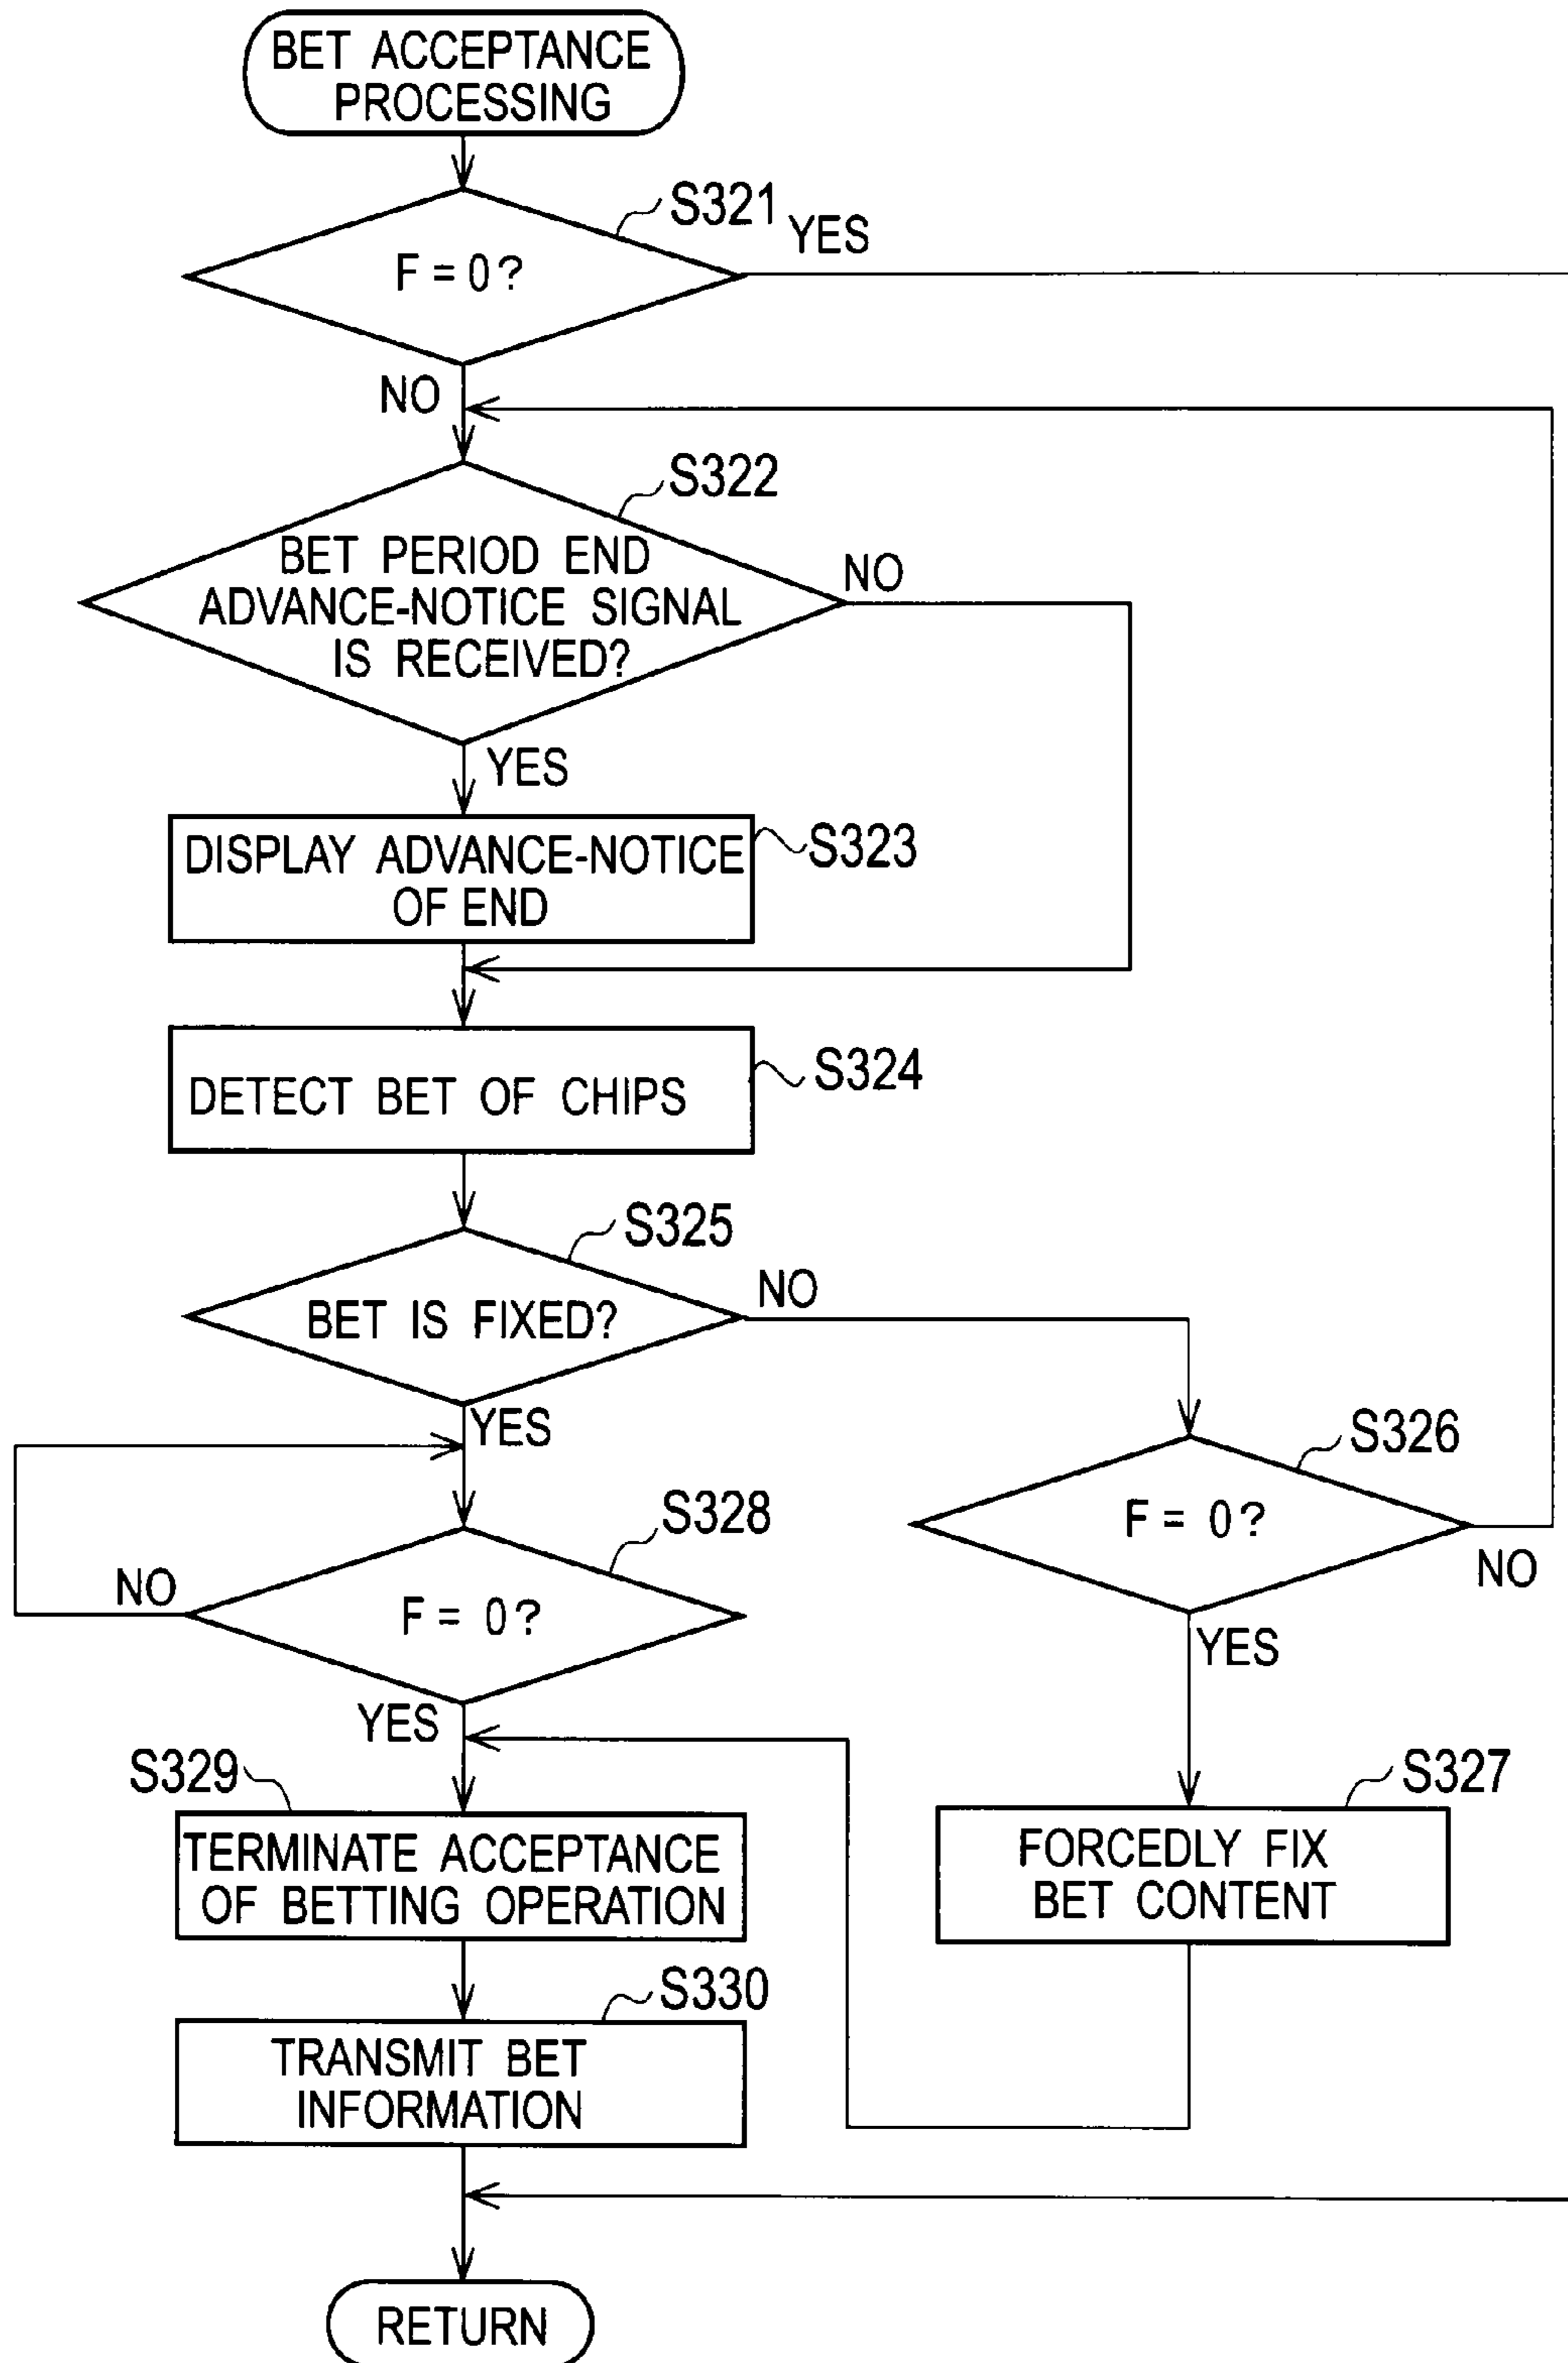 BET ACCEPTANCE
PROCESSING
S321
YES
F = 0 ?
NO
S322
BET PERIOD END
ADVANCE-NOTICE SIGNAL
IS RECEIVED?
NO
YES
DISPLAY ADVANCE-NOTICE
OF END
S323
DETECT BET OF CHIPS
S324
S325
BET IS FIXED?
NO
YES
S326
F = 0 ?
NO
YES
S328
NO
F = 0 ?
YES
S329
TERMINATE ACCEPTANCE
OF BETTING OPERATION
S327
FORCEDLY FIX
BET CONTENT
S330
TRANSMIT BET
INFORMATION
RETURN